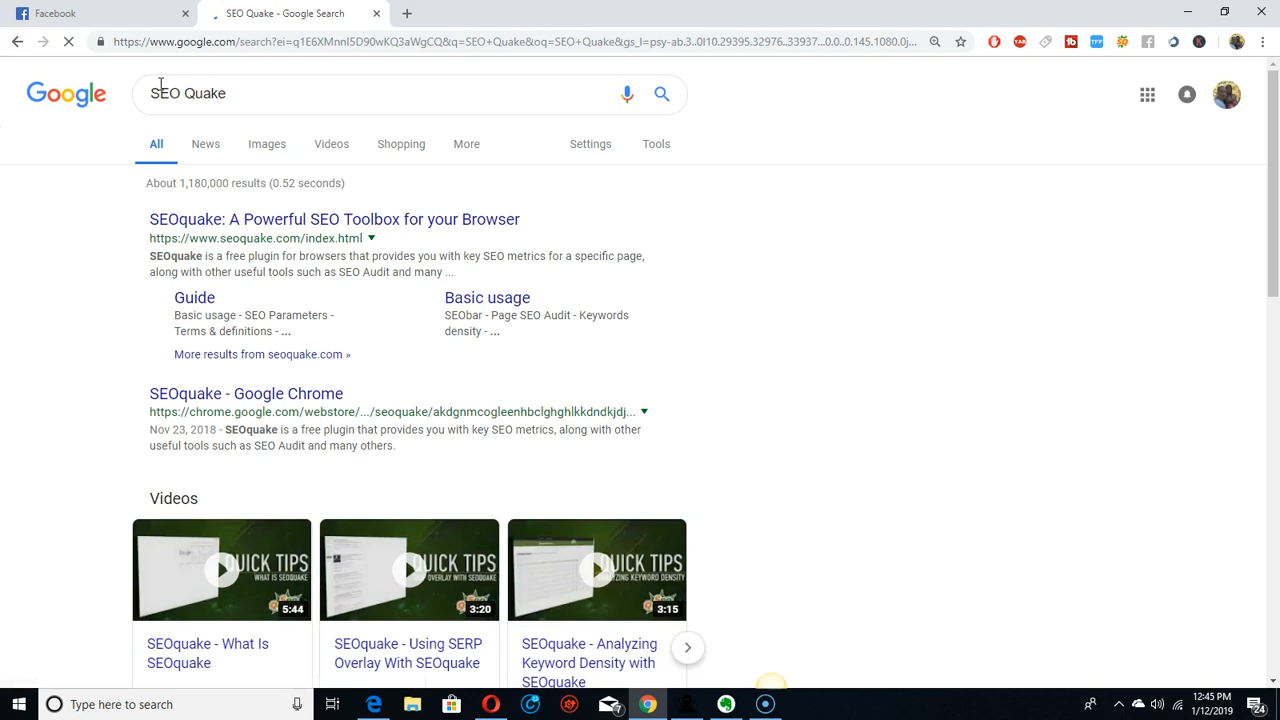 Facebook
SEO Quake - Google Search
https://www.google.com/search?ei=q1E6XMnnI5D90wKQ3aWgCQ&q=SEO+Quake&oq=SEO+Quake&gs_l=psy-ab.3..0l10.29395.32976..33937...0.0..0.145.1080.0j...
Google
SEO Quake
All
News
Images
Videos
Shopping
More
Settings
Tools
About 1,180,000 results (0.52 seconds)
SEOquake: A Powerful SEO Toolbox for your Browser
https://www.seoquake.com/index.html
SEOquake is a free plugin for browsers that provides you with key SEO metrics for a specific page,
along with other useful tools such as SEO Audit and many ...
Guide
Basic usage - SEO Parameters -
Terms & definitions - ...
Basic usage
SEObar - Page SEO Audit - Keywords
density - ...
More results from seoquake.com »
SEOquake - Google Chrome
https://chrome.google.com/webstore/.../seoquake/akdgnmcogleenhbclghghlkkdndkjdj...
Nov 23, 2018 - SEOquake is a free plugin that provides you with key SEO metrics, along with other
useful tools such as SEO Audit and many others.
Videos
QUICK TIPS
WHAT IS SEOQUAKE
5:44
QUICK TIPS
OVERLAY WITH SEOQUAKE
3:20
QUICK TIPS
ANALYZING KEYWORD DENSITY
3:15
SEOquake - What Is
SEOquake
SEOquake - Using SERP
Overlay With SEOquake
SEOquake - Analyzing
Keyword Density with
SEOquake
Type here to search
7
12:45 PM
1/12/2019
24